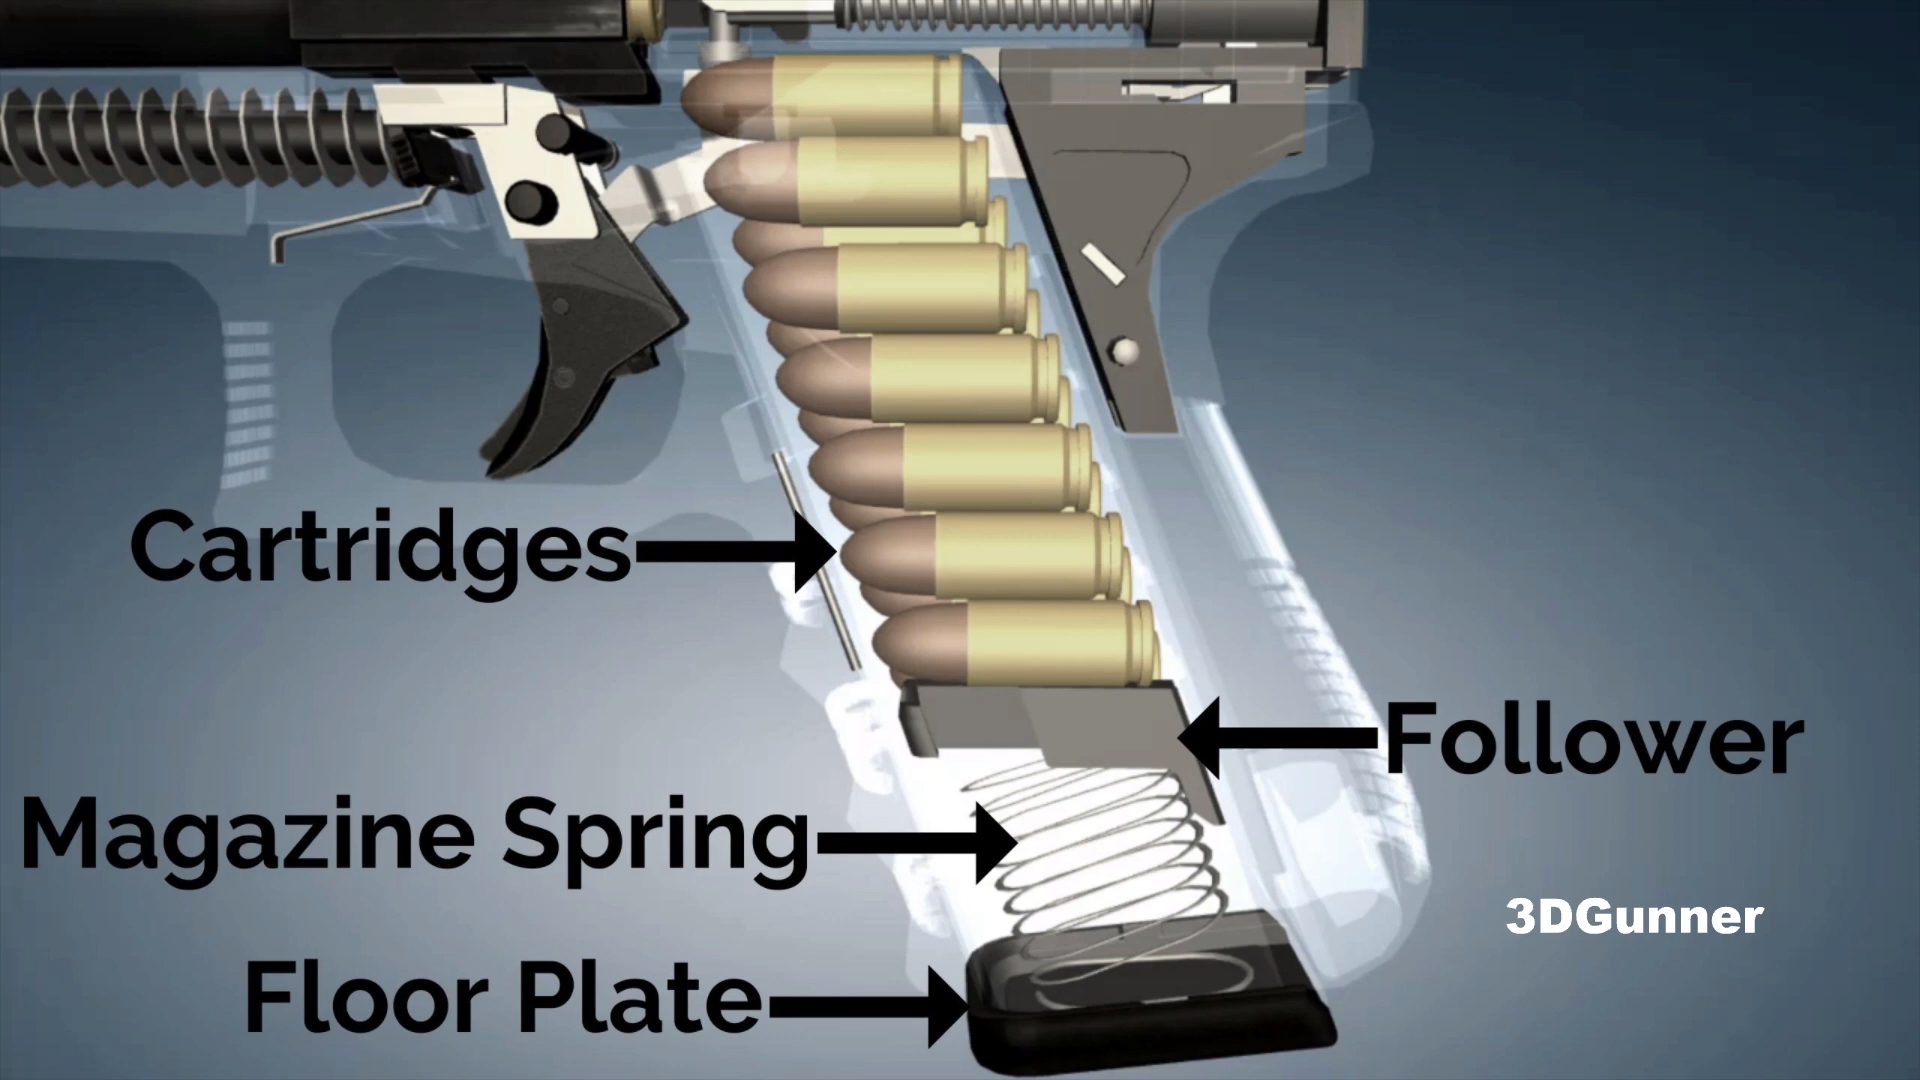 Cartridges
Follower
Magazine Spring
3DGunner
Floor Plate